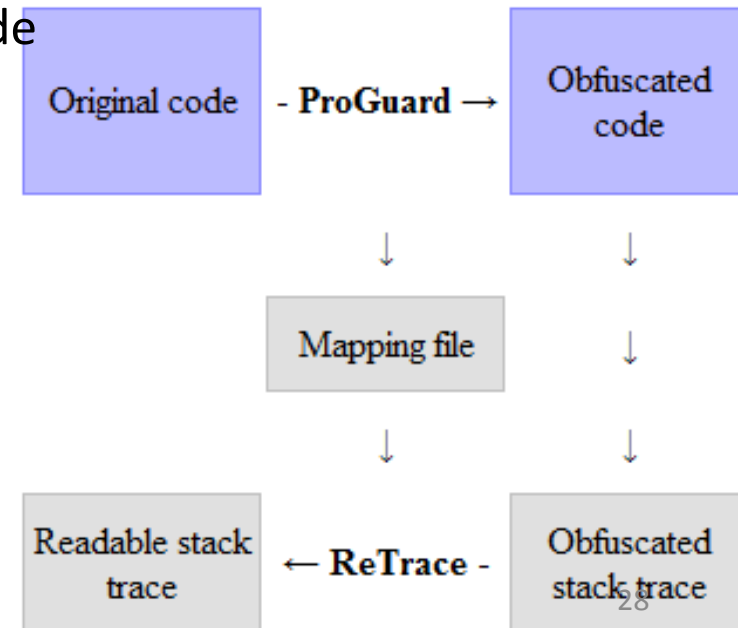 de
Original code - ProGuard → Obfuscated
code
↓ ↓
Mapping file ↓
↓ ↓
Readable stack
trace
← ReTrace - Obfuscated
stack trace
28